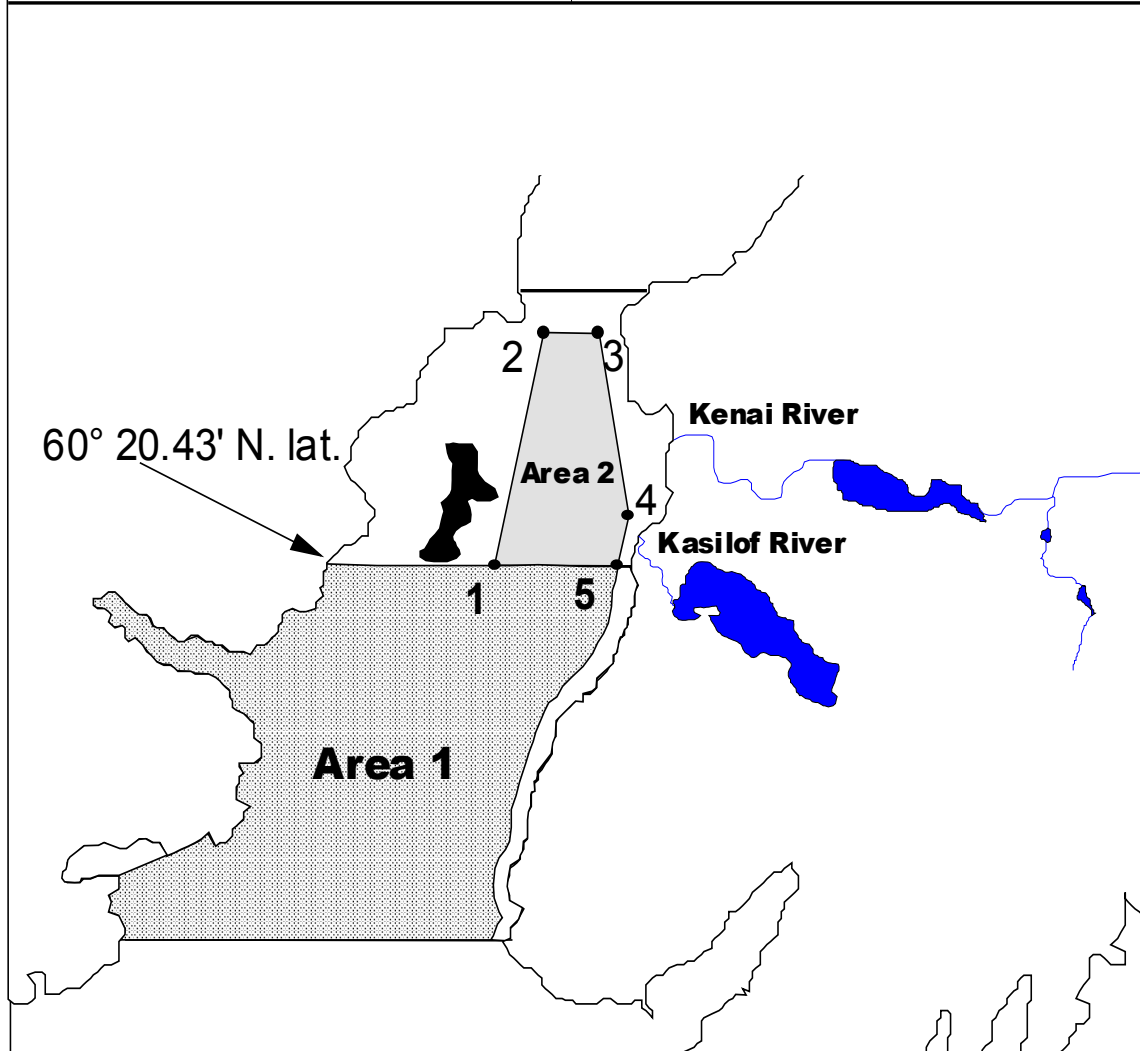 2
3
Kenai River
60° 20.43' N. lat.
Area 2
4
Kasilof River
1
5
Area 1